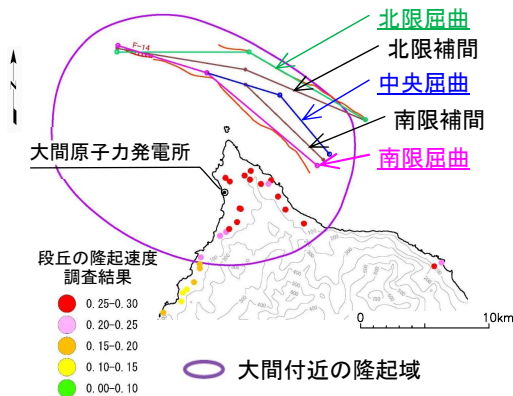 北限屈曲
北限補間
中央屈曲
南限補間
南限屈曲
F-14
大間原子力発電所
段丘の隆起速度
調査結果
0.25-0.30
0.20-0.25
0.15-0.20
0.10-0.15
0.00-0.10
0
10km
大間付近の隆起域